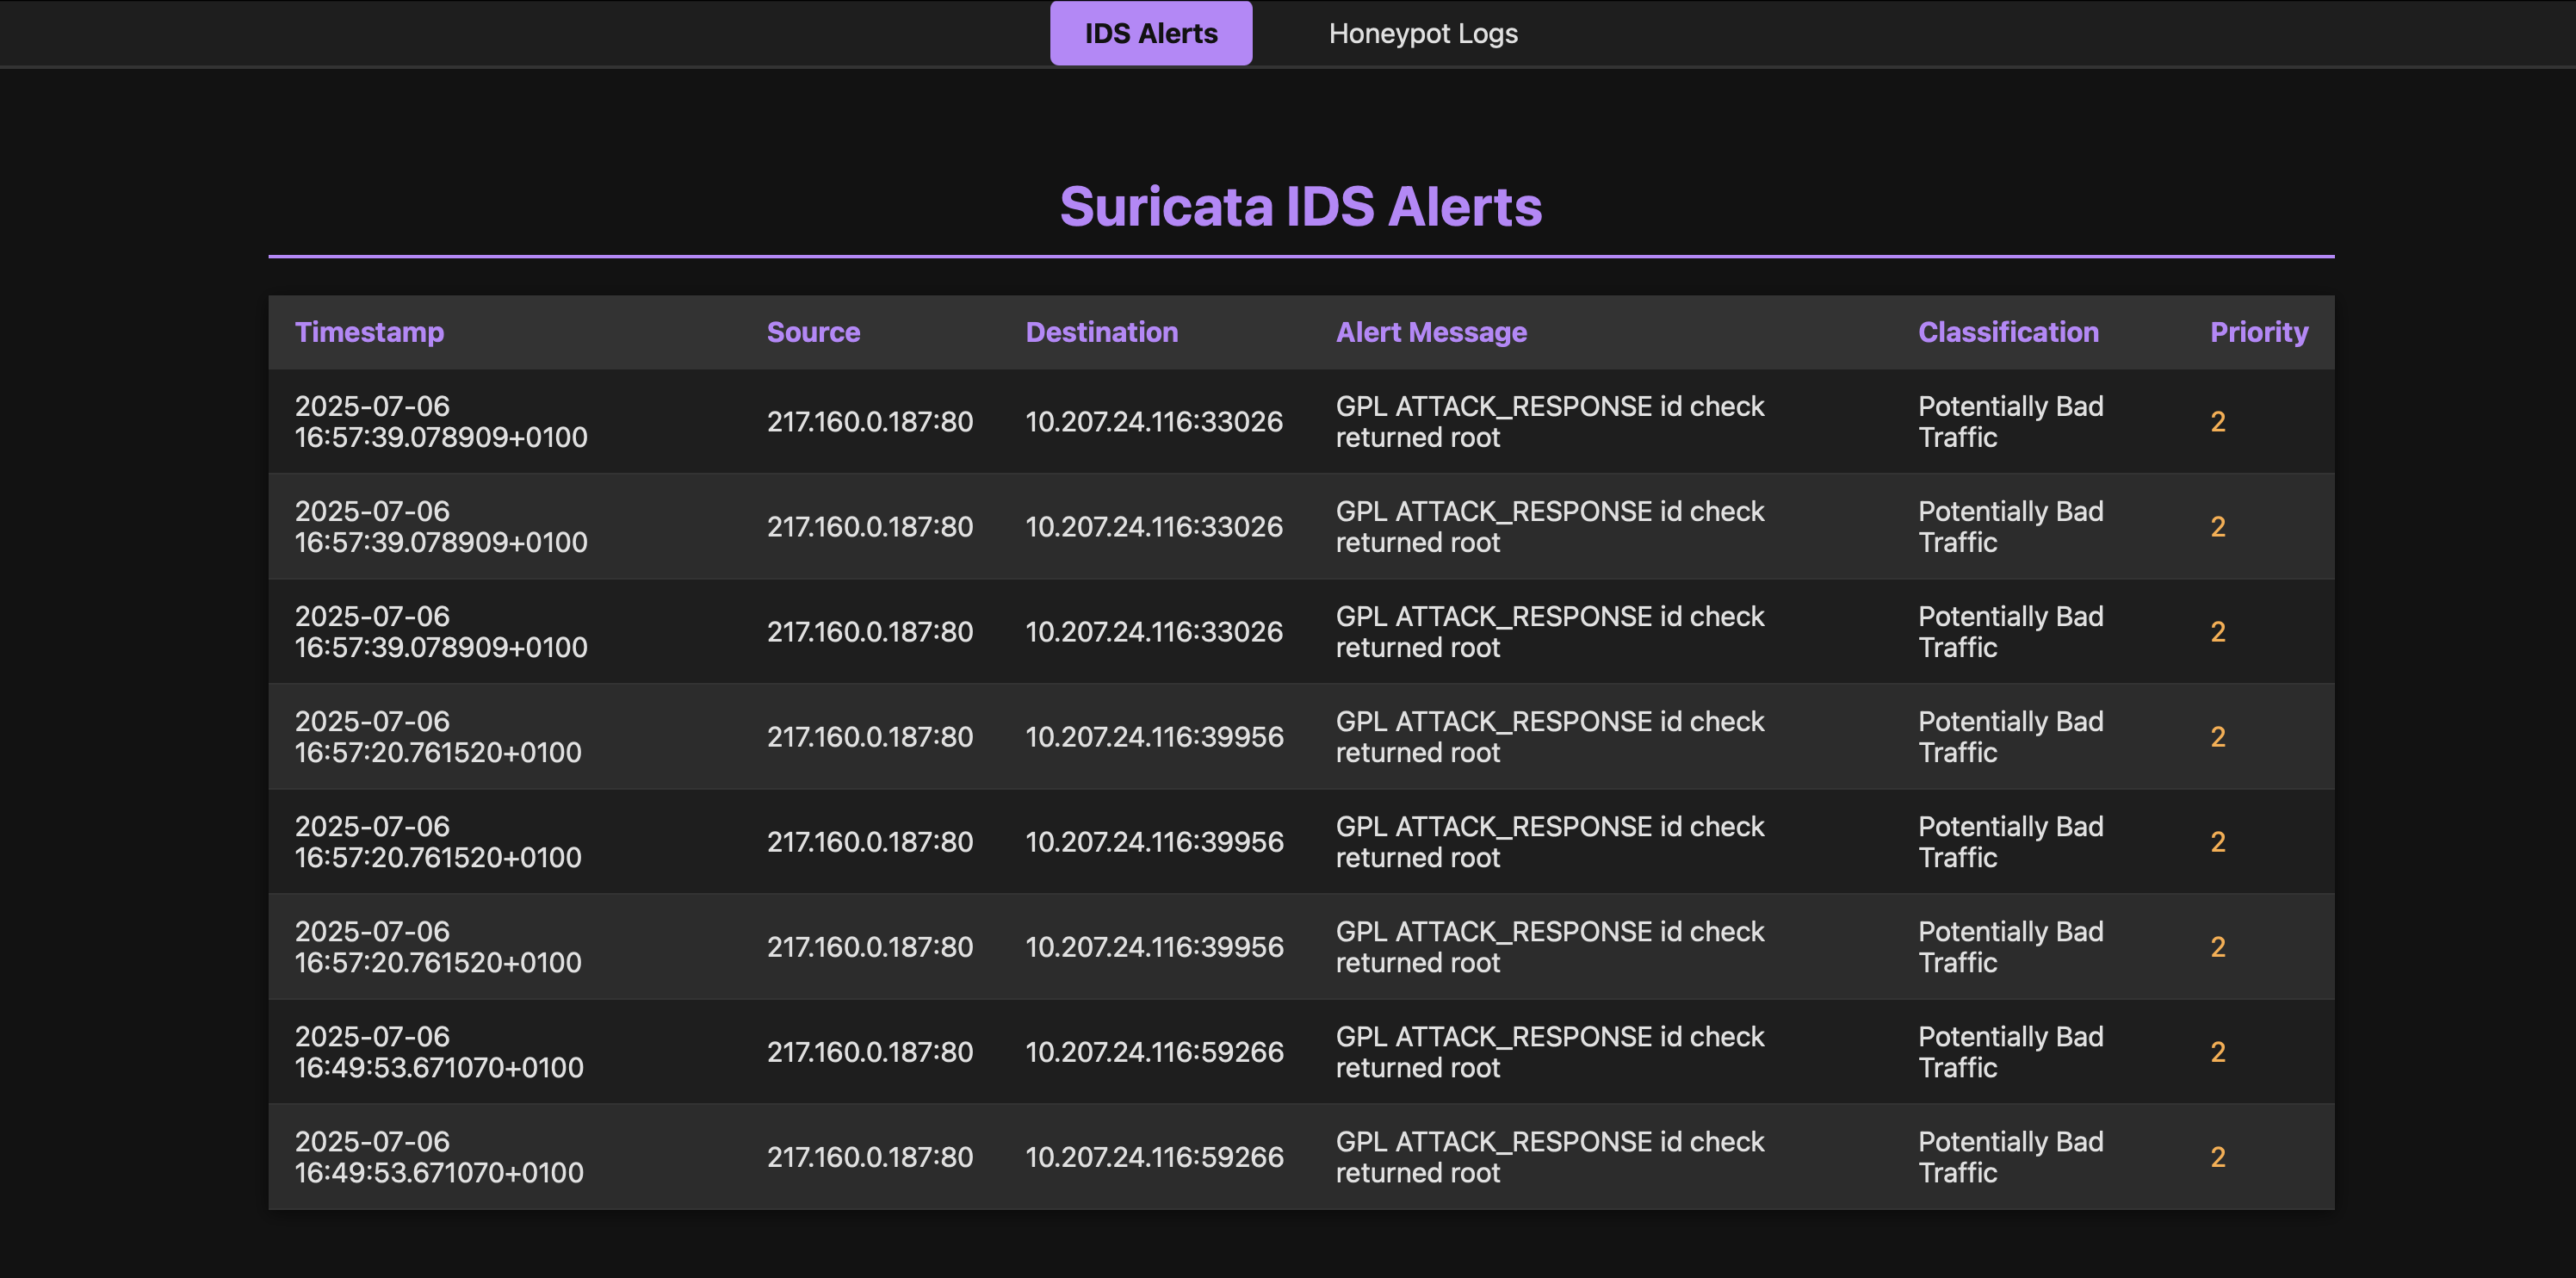 IDS Alerts
Honeypot Logs
Suricata IDS Alerts
Timestamp Source Destination Alert Message Classification Priority
2025-07-06
16:57:39.078909+0100
217.160.0.187:80
10.207.24.116:33026
GPL ATTACK_RESPONSE id check
returned root
Potentially Bad
Traffic
2
2025-07-06
16:57:39.078909+0100
217.160.0.187:80
10.207.24.116:33026
GPL ATTACK_RESPONSE id check
returned root
Potentially Bad
Traffic
2
2025-07-06
16:57:39.078909+0100
217.160.0.187:80
10.207.24.116:33026
GPL ATTACK_RESPONSE id check
returned root
Potentially Bad
Traffic
2
2025-07-06
16:57:20.761520+0100
217.160.0.187:80
10.207.24.116:39956
GPL ATTACK_RESPONSE id check
returned root
Potentially Bad
Traffic
2
2025-07-06
16:57:20.761520+0100
217.160.0.187:80
10.207.24.116:39956
GPL ATTACK_RESPONSE id check
returned root
Potentially Bad
Traffic
2
2025-07-06
16:57:20.761520+0100
217.160.0.187:80
10.207.24.116:39956
GPL ATTACK_RESPONSE id check
returned root
Potentially Bad
Traffic
2
2025-07-06
16:49:53.671070+0100
217.160.0.187:80
10.207.24.116:59266
GPL ATTACK_RESPONSE id check
returned root
Potentially Bad
Traffic
2
2025-07-06
16:49:53.671070+0100
217.160.0.187:80
10.207.24.116:59266
GPL ATTACK_RESPONSE id check
returned root
Potentially Bad
Traffic
2